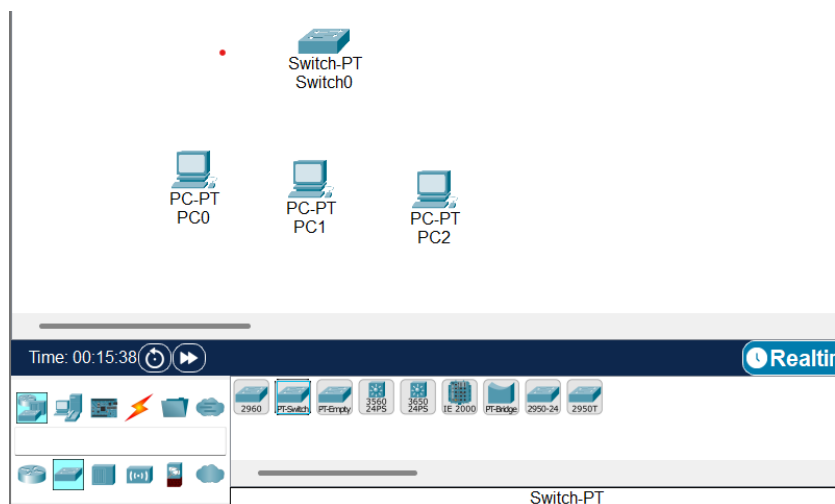 Switch-PT
Switch0
PC-PT
PC0
PC-PT
PC1
PC-PT
PC2
Time: 00:15:38
Realtim
2960
PT-Switch
PT-Empty
3560
24PS
3650
24PS
IE 2000
PT-Bridge
2950-24
2950T
Switch-PT